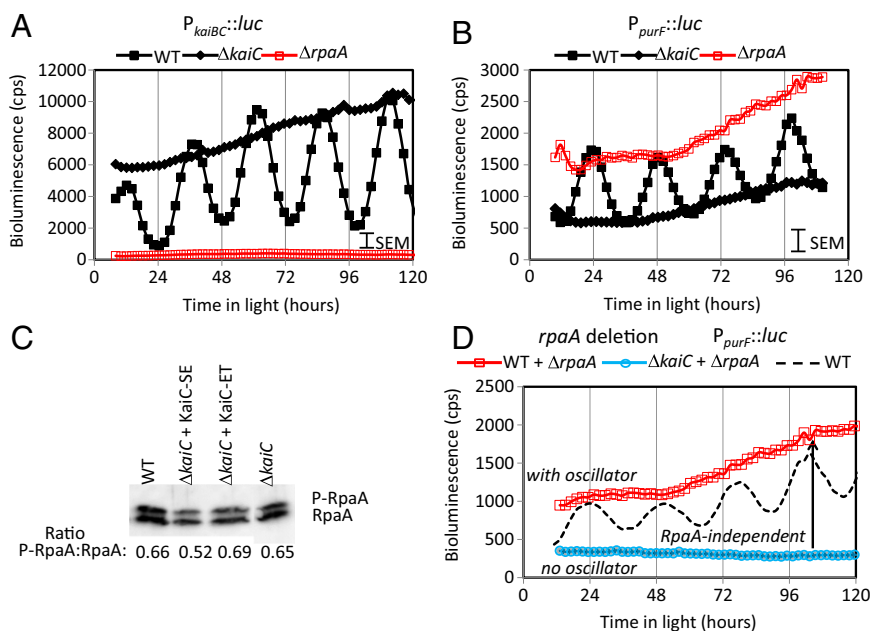 A
P kaiBC::luc
WT ΔkaiC ΔrpaA
Bioluminescence (cps)
12000
10000
8000
6000
4000
2000
0
SEM
0 24 48 72 96 120
Time in light (hours)
B
P purF::luc
WT ΔkaiC ΔrpaA
Bioluminescence (cps)
3000
2500
2000
1500
1000
500
0
SEM
0 24 48 72 96 120
Time in light (hours)
C
WT
ΔkaiC + KaiC-SE
ΔkaiC + KaiC-ET
ΔkaiC
P-RpaA
RpaA
Ratio
P-RpaA:RpaA: 0.66 0.52 0.69 0.65
D
rpaA deletion P purF::luc
WT + ΔrpaA ΔkaiC + ΔrpaA WT
Bioluminescence (cps)
2500
2000
1500
1000
500
0
with oscillator
RpaA-independent
no oscillator
0 24 48 72 96 120
Time in light (hours)